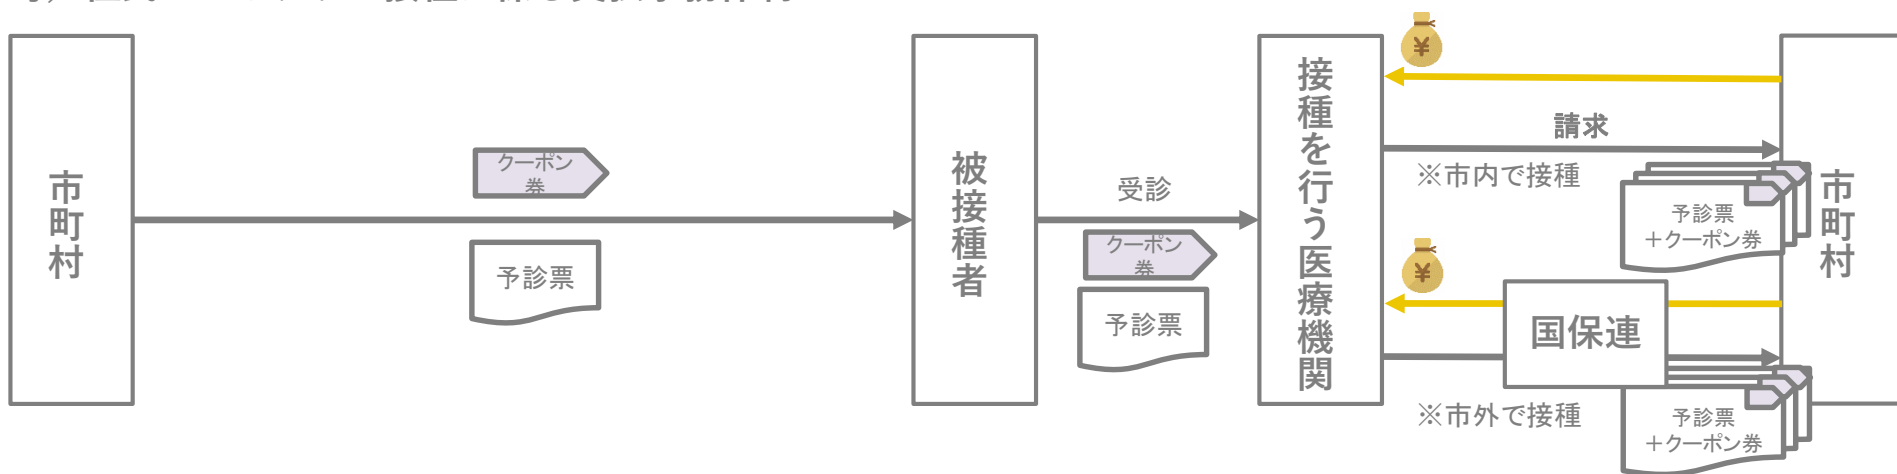 市町村
クーポン
券
予診票
被接種者
受診
クーポン
券
予診票
接種を行う医療機関
¥
請求
※市内で接種
予診票
+クーポン券
市町村
¥
国保連
※市外で接種
予診票
+クーポン券